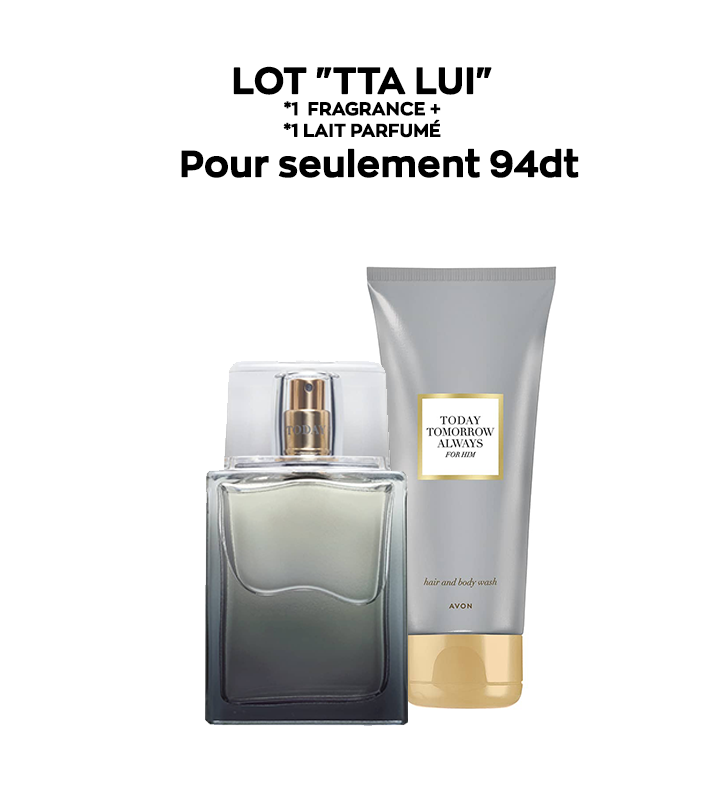 LOT "TTA LUI"
*1 FRAGRANCE +
*1 LAIT PARFUMÉ
Pour seulement 94dt
TODAY
TODAY
TOMORROW
ALWAYS
FOR HIM
hair and body wash
AVON